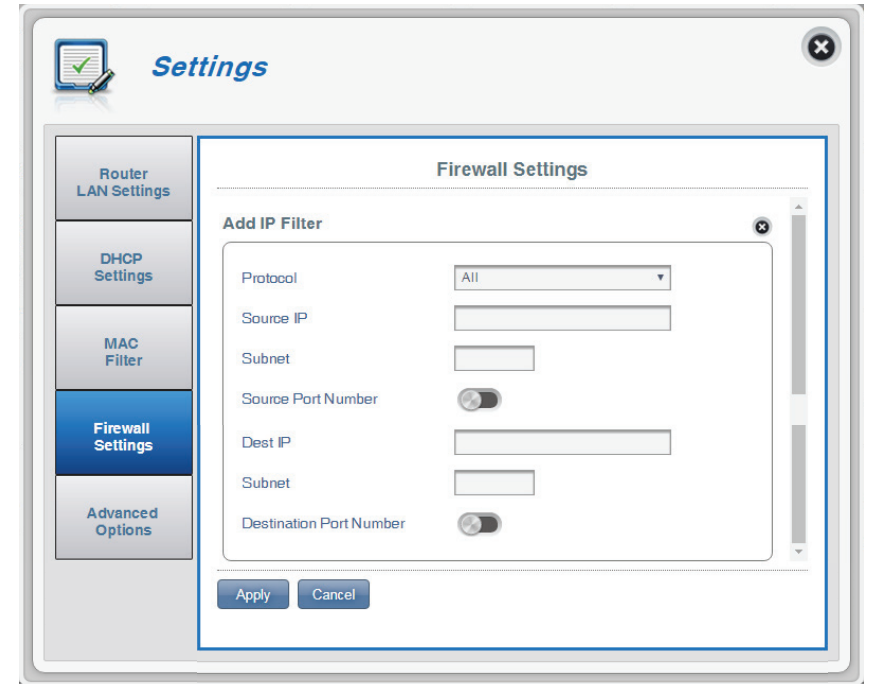 Settings
Router
LAN Settings
DHCP
Settings
MAC
Filter
Firewall
Settings
Advanced
Options
Firewall Settings
Add IP Filter
Protocol
All
Source IP
Subnet
Source Port Number
Dest IP
Subnet
Destination Port Number
Apply
Cancel